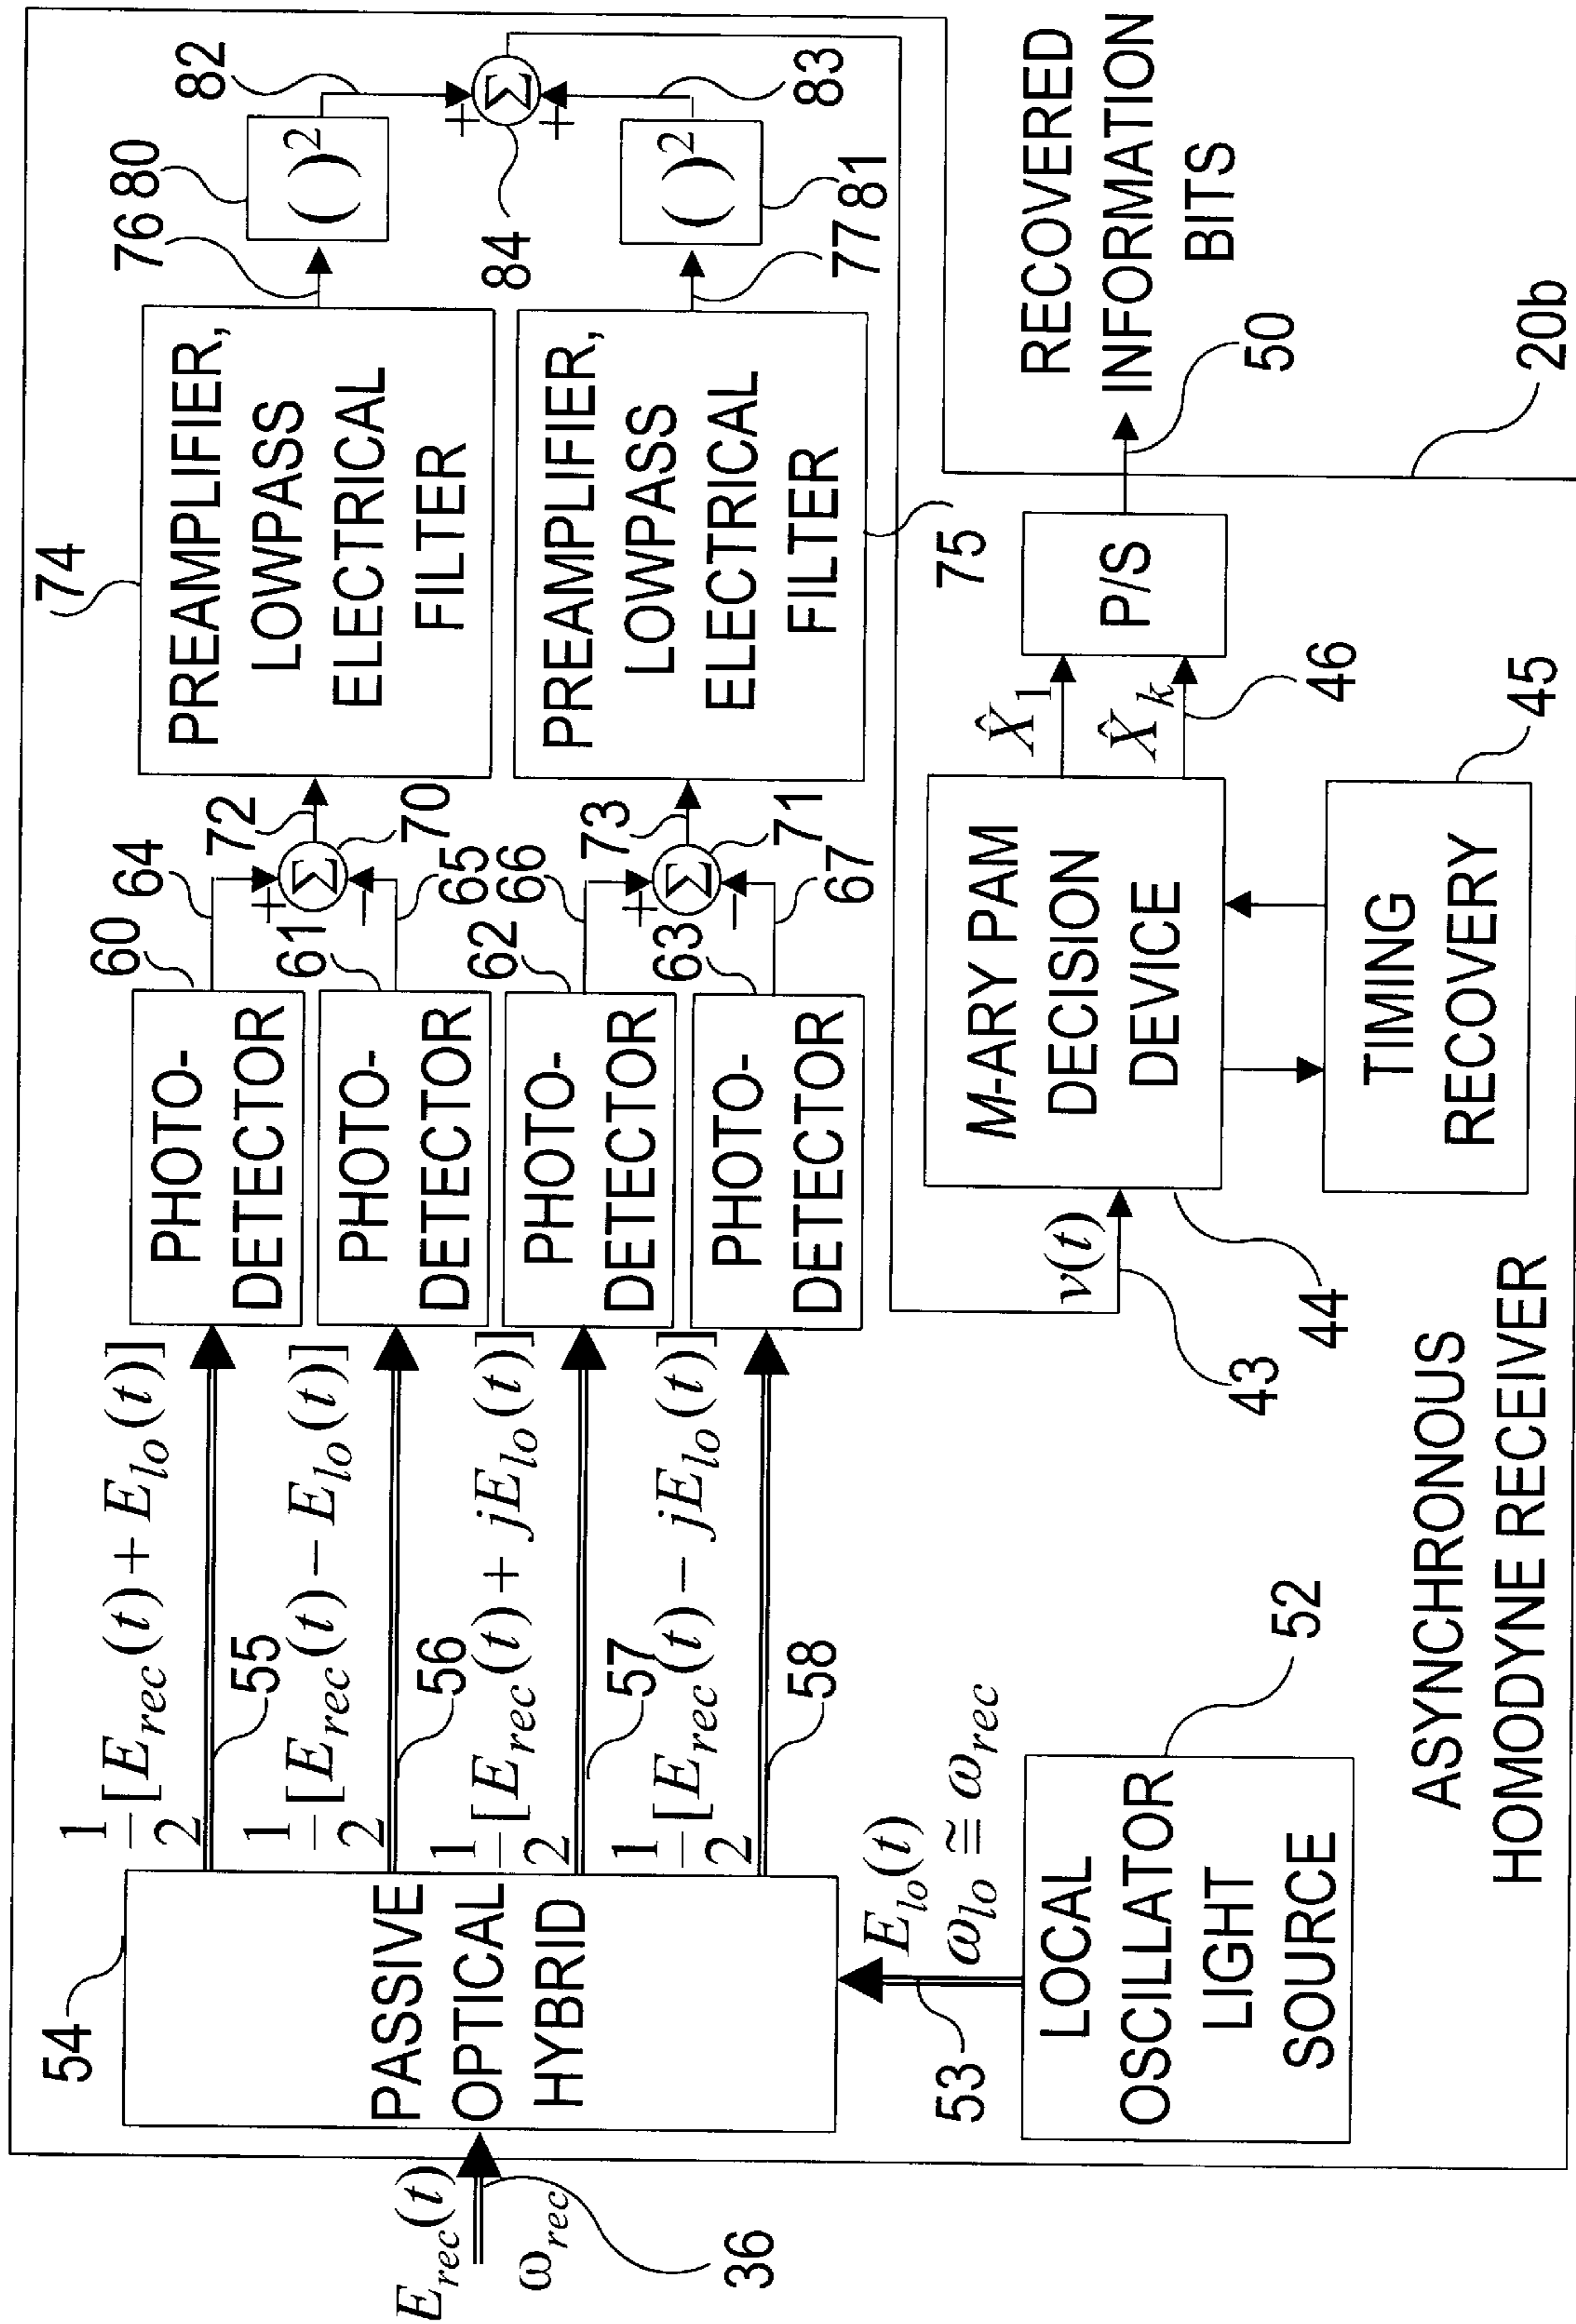 E_rec(t)
ω_rec
36
54
PASSIVE
OPTICAL
HYBRID
1/2 [E_rec(t) + E_lo(t)]
55
1/2 [E_rec(t) − E_lo(t)]
56
1/2 [E_rec(t) + jE_lo(t)]
57
1/2 [E_rec(t) − jE_lo(t)]
58
E_lo(t)
ω_lo ≅ ω_rec
53
LOCAL
OSCILLATOR
LIGHT
SOURCE
52
60
PHOTO-
DETECTOR
61
PHOTO-
DETECTOR
62
PHOTO-
DETECTOR
63
PHOTO-
DETECTOR
64
+
Σ
−
65
72
70
66
+
Σ
−
67
73
71
74
PREAMPLIFIER,
LOWPASS
ELECTRICAL
FILTER
PREAMPLIFIER,
LOWPASS
ELECTRICAL
FILTER
75
76
80
( )²
82
+
Σ
+
84
83
77
( )²
81
v(t)
43
44
M-ARY PAM
DECISION
DEVICE
TIMING
RECOVERY
45
X̂_1
X̂_k
46
P/S
50
RECOVERED
INFORMATION
BITS
20b
ASYNCHRONOUS
HOMODYNE RECEIVER